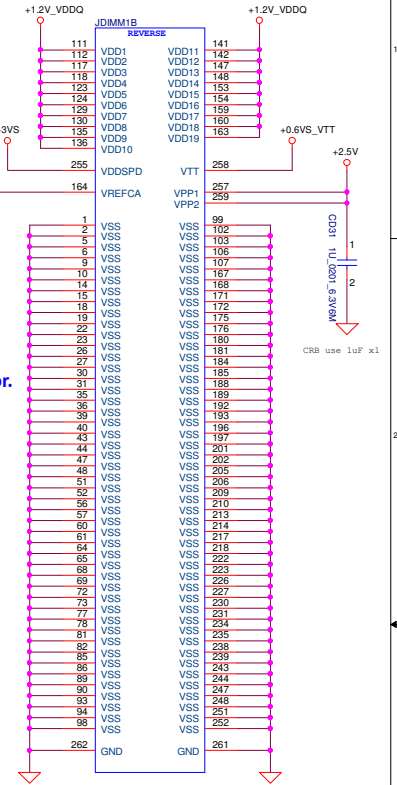 +1.2V_VDDQ +1.2V_VDDQ
JDIMM1B
REVERSE
111 VDD1 VDD11 141
112 VDD2 VDD12 142
117 VDD3 VDD13 147
118 VDD4 VDD14 148
123 VDD5 VDD15 153
124 VDD6 VDD16 154
129 VDD7 VDD17 159
130 VDD8 VDD18 160
135 VDD9 VDD19 163
136 VDD10
3VS +0.6VS_VTT
+2.5V
255 VDDSPD VTT 258
164 VREFCA VPP1 257
VPP2 259
1 VSS VSS 99
2 VSS VSS 102
5 VSS VSS 103
6 VSS VSS 106
9 VSS VSS 107
10 VSS VSS 167
14 VSS VSS 168
15 VSS VSS 171
18 VSS VSS 172
19 VSS VSS 175
22 VSS VSS 176
23 VSS VSS 180
26 VSS VSS 181
27 VSS VSS 184
30 VSS VSS 185
31 VSS VSS 188
35 VSS VSS 189
36 VSS VSS 192
39 VSS VSS 193
40 VSS VSS 196
43 VSS VSS 197
44 VSS VSS 201
47 VSS VSS 202
48 VSS VSS 205
51 VSS VSS 206
52 VSS VSS 209
56 VSS VSS 210
57 VSS VSS 213
60 VSS VSS 214
61 VSS VSS 217
64 VSS VSS 218
65 VSS VSS 222
68 VSS VSS 223
69 VSS VSS 226
72 VSS VSS 227
73 VSS VSS 230
77 VSS VSS 231
78 VSS VSS 234
81 VSS VSS 235
82 VSS VSS 238
85 VSS VSS 239
86 VSS VSS 243
89 VSS VSS 244
90 VSS VSS 247
93 VSS VSS 248
94 VSS VSS 251
98 VSS VSS 252
262 GND GND 261
CD31
1U_0201_6.3V6M
1
2
CRB use 1uF x1
or.
1
2